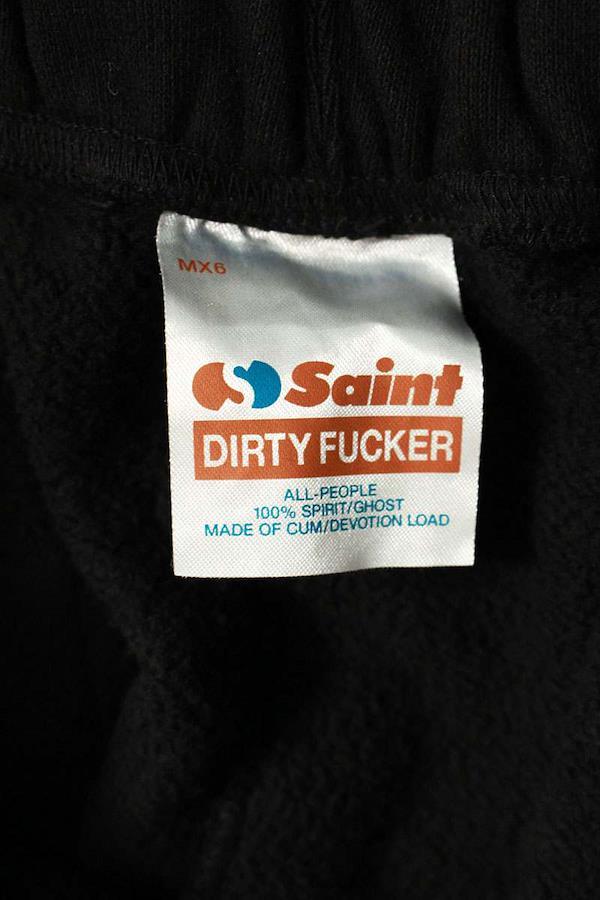 MX6
Saint
DIRTY FUCKER
ALL-PEOPLE
100% SPIRIT/GHOST
MADE OF CUM/DEVOTION LOAD